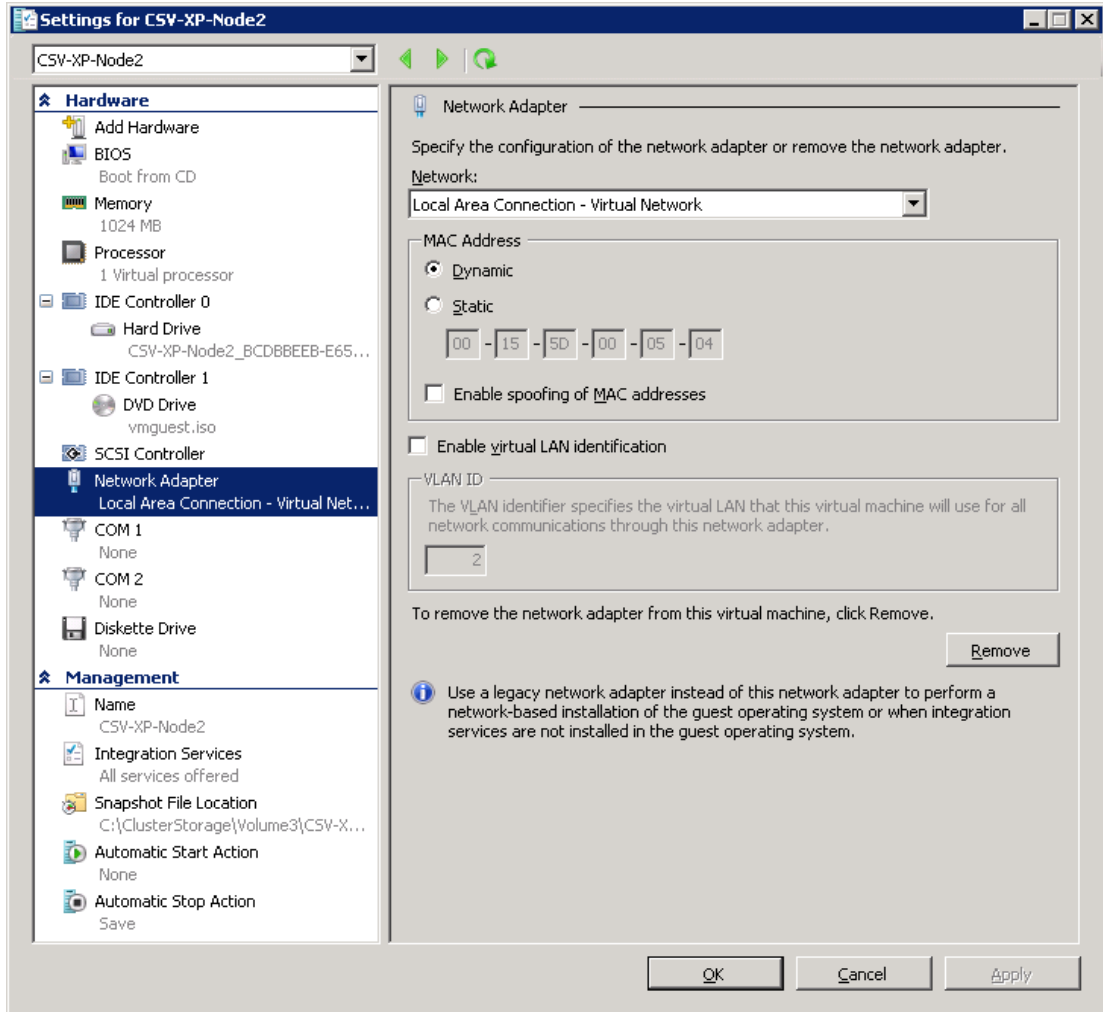 Settings for CSV-XP-Node2
CSV-XP-Node2
Hardware
Add Hardware
BIOS
Boot from CD
Memory
1024 MB
Processor
1 Virtual processor
IDE Controller 0
Hard Drive
CSV-XP-Node2_BCDBBEEB-E65...
IDE Controller 1
DVD Drive
vmguest.iso
SCSI Controller
Network Adapter
Local Area Connection - Virtual Net...
COM 1
None
COM 2
None
Diskette Drive
None
Management
Name
CSV-XP-Node2
Integration Services
All services offered
Snapshot File Location
C:\ClusterStorage\Volume3\CSV-X...
Automatic Start Action
None
Automatic Stop Action
Save
Network Adapter
Specify the configuration of the network adapter or remove the network adapter.
Network:
Local Area Connection - Virtual Network
MAC Address
Dynamic
Static
00 - 15 - 5D - 00 - 05 - 04
Enable spoofing of MAC addresses
Enable virtual LAN identification
VLAN ID
The VLAN identifier specifies the virtual LAN that this virtual machine will use for all
network communications through this network adapter.
2
To remove the network adapter from this virtual machine, click Remove.
Remove
Use a legacy network adapter instead of this network adapter to perform a
network-based installation of the guest operating system or when integration
services are not installed in the guest operating system.
OK Cancel Apply